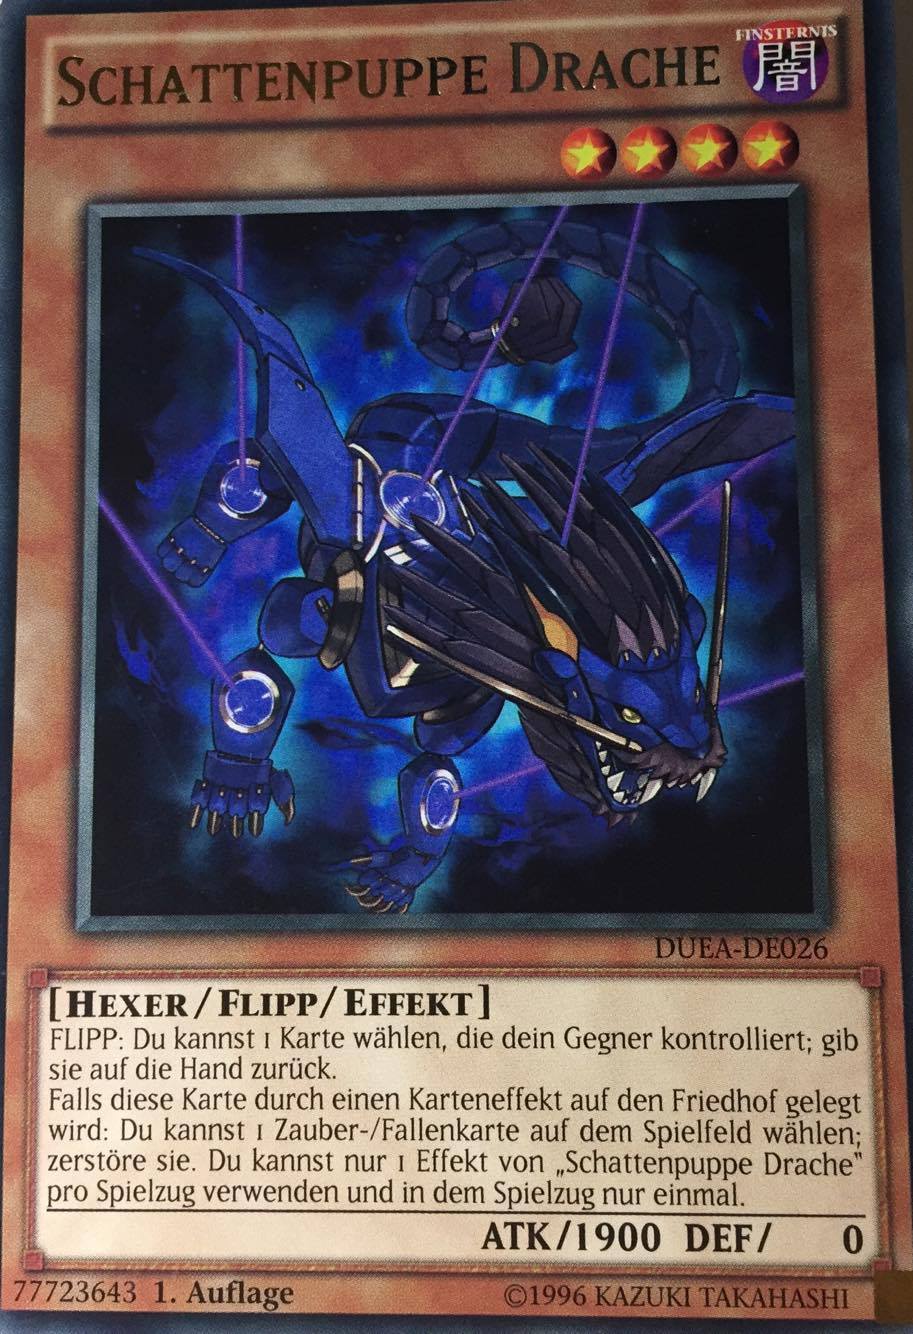 SCHATTENPUPPE DRACHE
FINSTERNIS
闇
DUEA-DE026
[HEXER/FLIPP/EFFEKT]
FLIPP: Du kannst 1 Karte wählen, die dein Gegner kontrolliert; gib
sie auf die Hand zurück.
Falls diese Karte durch einen Karteneffekt auf den Friedhof gelegt
wird: Du kannst 1 Zauber-/Fallenkarte auf dem Spielfeld wählen;
zerstöre sie. Du kannst nur 1 Effekt von „Schattenpuppe Drache"
pro Spielzug verwenden und in dem Spielzug nur einmal.
ATK/1900 DEF/ 0
77723643 1. Auflage ©1996 KAZUKI TAKAHASHI